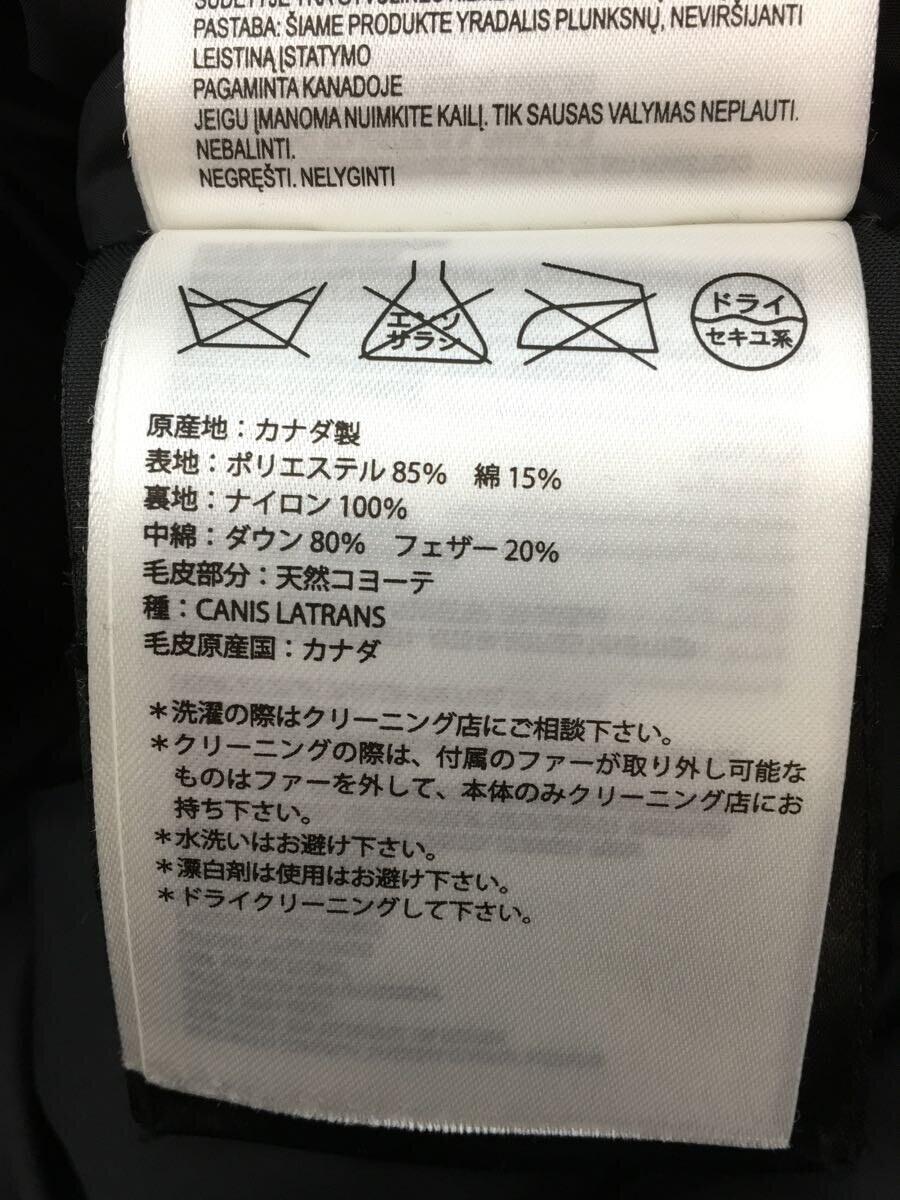 PASTABA: ŠIAME PRODUKTE YRADALIS PLUNKSNŲ, NEVIRŠIJANTI
LEISTINĄ ĮSTATYMO
PAGAMINTA KANADOJE
JEIGU ĮMANOMA NUIMKITE KAILĮ. TIK SAUSAS VALYMAS NEPLAUTI.
NEBALINTI.
NEGRĘŠTI. NELYGINTI
エンソ
サラシ
ドライ
セキユ系
原産地：カナダ製
表地：ポリエステル 85% 綿 15%
裏地：ナイロン 100%
中綿：ダウン 80% フェザー 20%
毛皮部分：天然コヨーテ
種：CANIS LATRANS
毛皮原産国：カナダ
＊洗濯の際はクリーニング店にご相談下さい。
＊クリーニングの際は、付属のファーが取り外し可能な
ものはファーを外して、本体のみクリーニング店にお
持ち下さい。
＊水洗いはお避け下さい。
＊漂白剤は使用はお避け下さい。
＊ドライクリーニングして下さい。